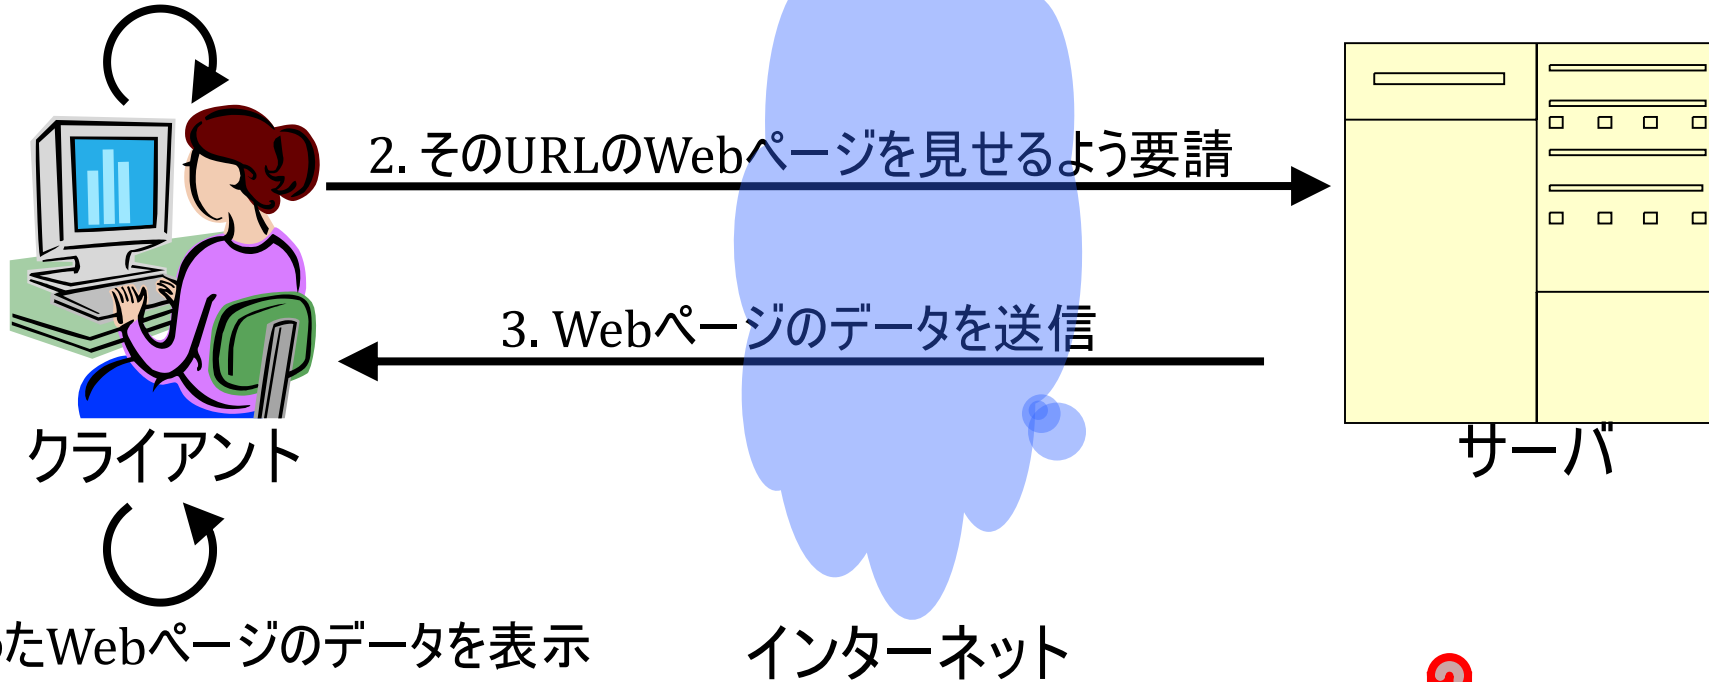 2. そのURLのWebページを見せるよう要請
3. Webページのデータを送信
クライアント
サーバ
たWebページのデータを表示
インターネット